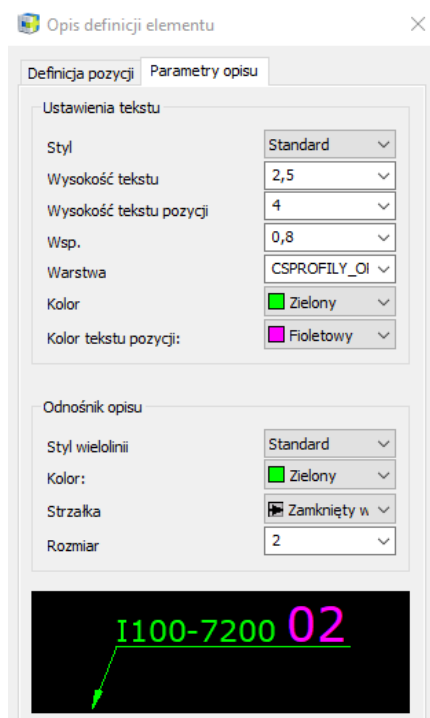 Opis definicji elementu
Definicja pozycji Parametry opisu
Ustawienia tekstu
Styl Standard
Wysokość tekstu 2,5
Wysokość tekstu pozycji 4
Wsp. 0,8
Warstwa CSPROFILY_O
Kolor Zielony
Kolor tekstu pozycji: Fioletowy
Odnośnik opisu
Styl wielolinii Standard
Kolor: Zielony
Strzałka Zamknięty w
Rozmiar 2
I100-7200 02